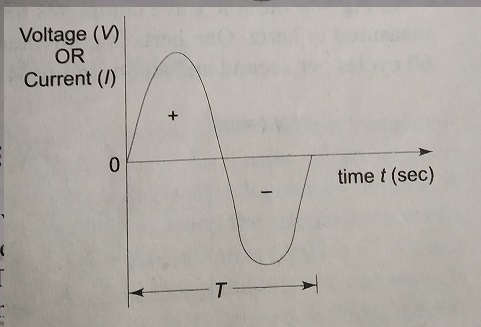 Voltage (V)
OR
Current (I)
+
0
time t (sec)
−
T